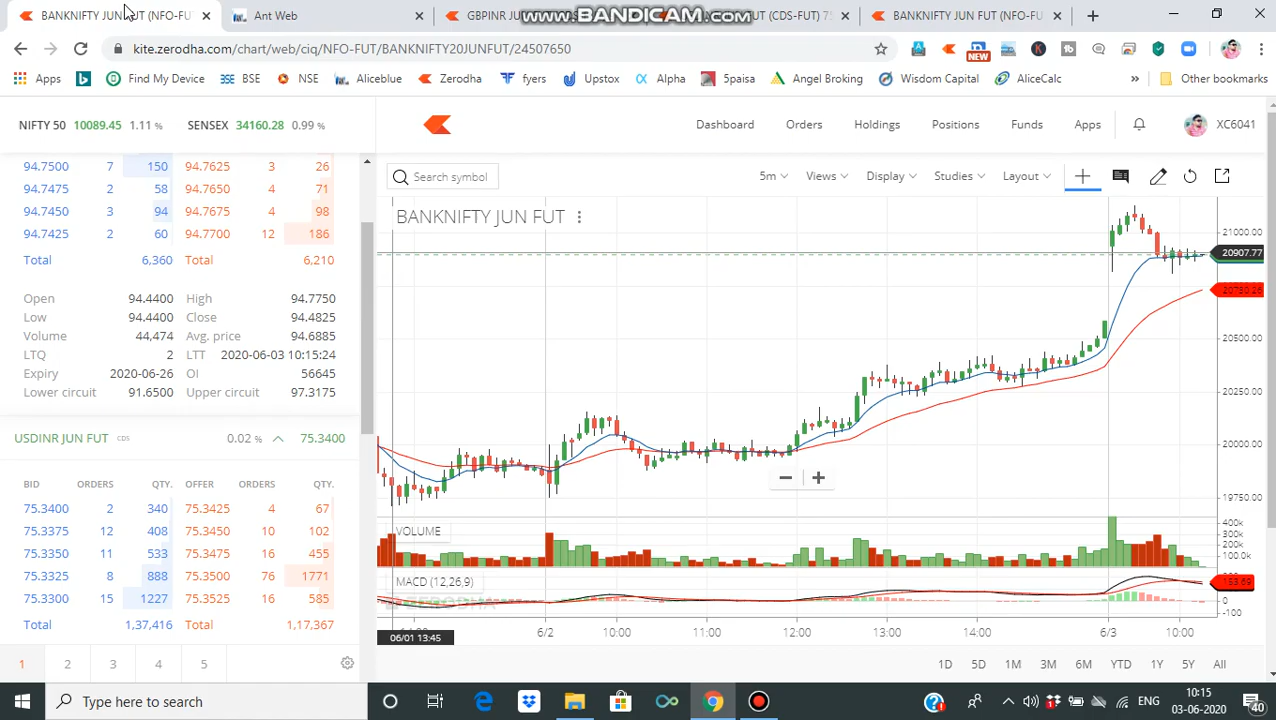 BANKNIFTY JUN FUT (NFO-FU
Ant Web
GBPINR JU
www.BANDICAM.com
FUT (CDS-FUT) 75
BANKNIFTY JUN FUT (NFO-FU
kite.zerodha.com/chart/web/ciq/NFO-FUT/BANKNIFTY20JUNFUT/24507650
NEW
Apps
Find My Device
BSE
NSE
Aliceblue
Zerodha
fyers
Upstox
Alpha
5paisa
Angel Broking
Wisdom Capital
AliceCalc
Other bookmarks
NIFTY 50 10089.45 1.11 % SENSEX 34160.28 0.99 %
Dashboard Orders Holdings Positions Funds Apps XC6041
94.7500 7 150 94.7625 3 26
94.7475 2 58 94.7650 4 71
94.7450 3 94 94.7675 4 98
94.7425 2 60 94.7700 12 186
Total 6,360 Total 6,210
Open 94.4400 High 94.7750
Low 94.4400 Close 94.4825
Volume 44,474 Avg. price 94.6885
LTQ 2 LTT 2020-06-03 10:15:24
Expiry 2020-06-26 OI 56645
Lower circuit 91.6500 Upper circuit 97.3175
USDINR JUN FUT CDS 0.02 % 75.3400
BID ORDERS QTY. OFFER ORDERS QTY.
75.3400 2 340 75.3425 4 67
75.3375 12 408 75.3450 10 102
75.3350 11 533 75.3475 16 455
75.3325 8 888 75.3500 76 1771
75.3300 15 1227 75.3525 16 585
Total 1,37,416 Total 1,17,367
1 2 3 4 5
Search symbol 5m Views Display Studies Layout
BANKNIFTY JUN FUT
21000.00
20907.77
20500.00
20250.00
20000.00
19750.00
VOLUME
400k
200k
100.0k
MACD (12,26,9)
153.69
0
-100
ZERODHA
06/01 13:45
6/2 10:00 11:00 12:00 13:00 14:00 6/3 10:00
1D 5D 1M 3M 6M YTD 1Y 5Y All
Type here to search
ENG
10:15
03-06-2020
40